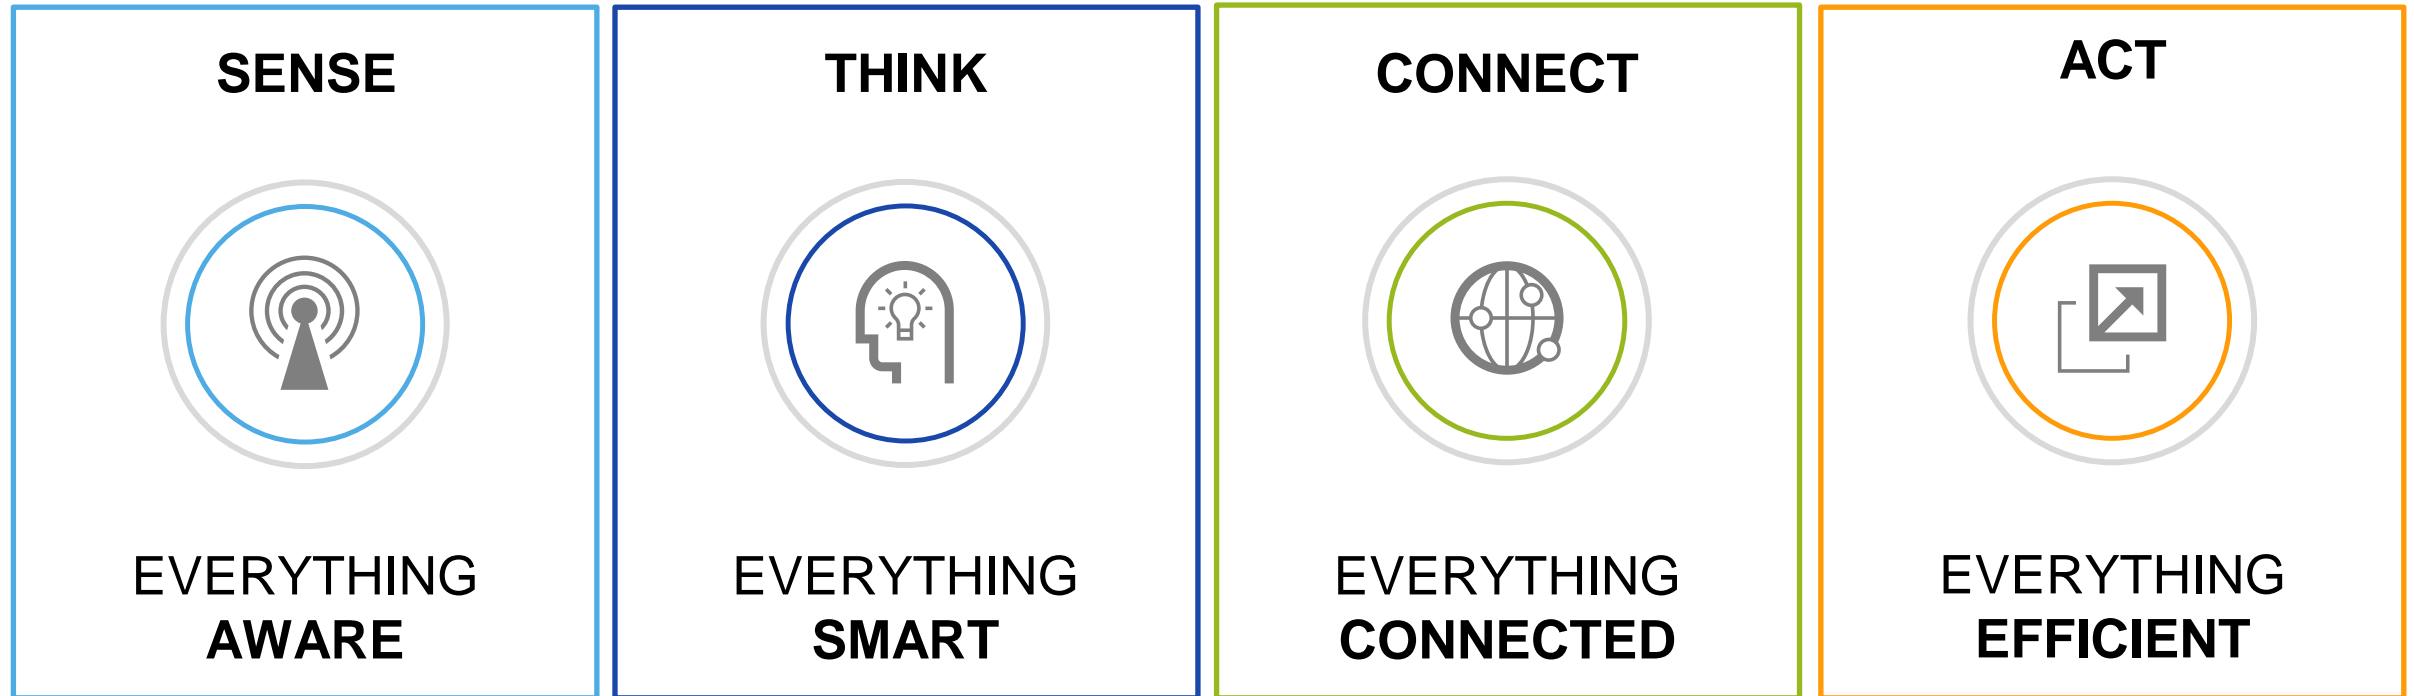 SENSE
EVERYTHING
AWARE
THINK
EVERYTHING
SMART
CONNECT
EVERYTHING
CONNECTED
ACT
EVERYTHING
EFFICIENT